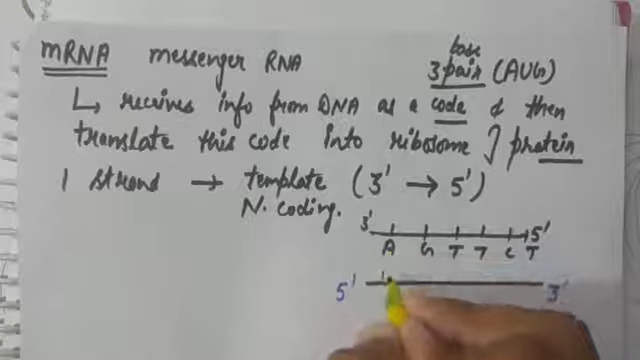 mRNA messenger RNA
base
3 pair (AUG)
↳ receives info from DNA as a code & then
translate this code into ribosome } protein
1 strand → template (3' → 5')
N. coding.
3' 5'
A G T T C T
5' 3'